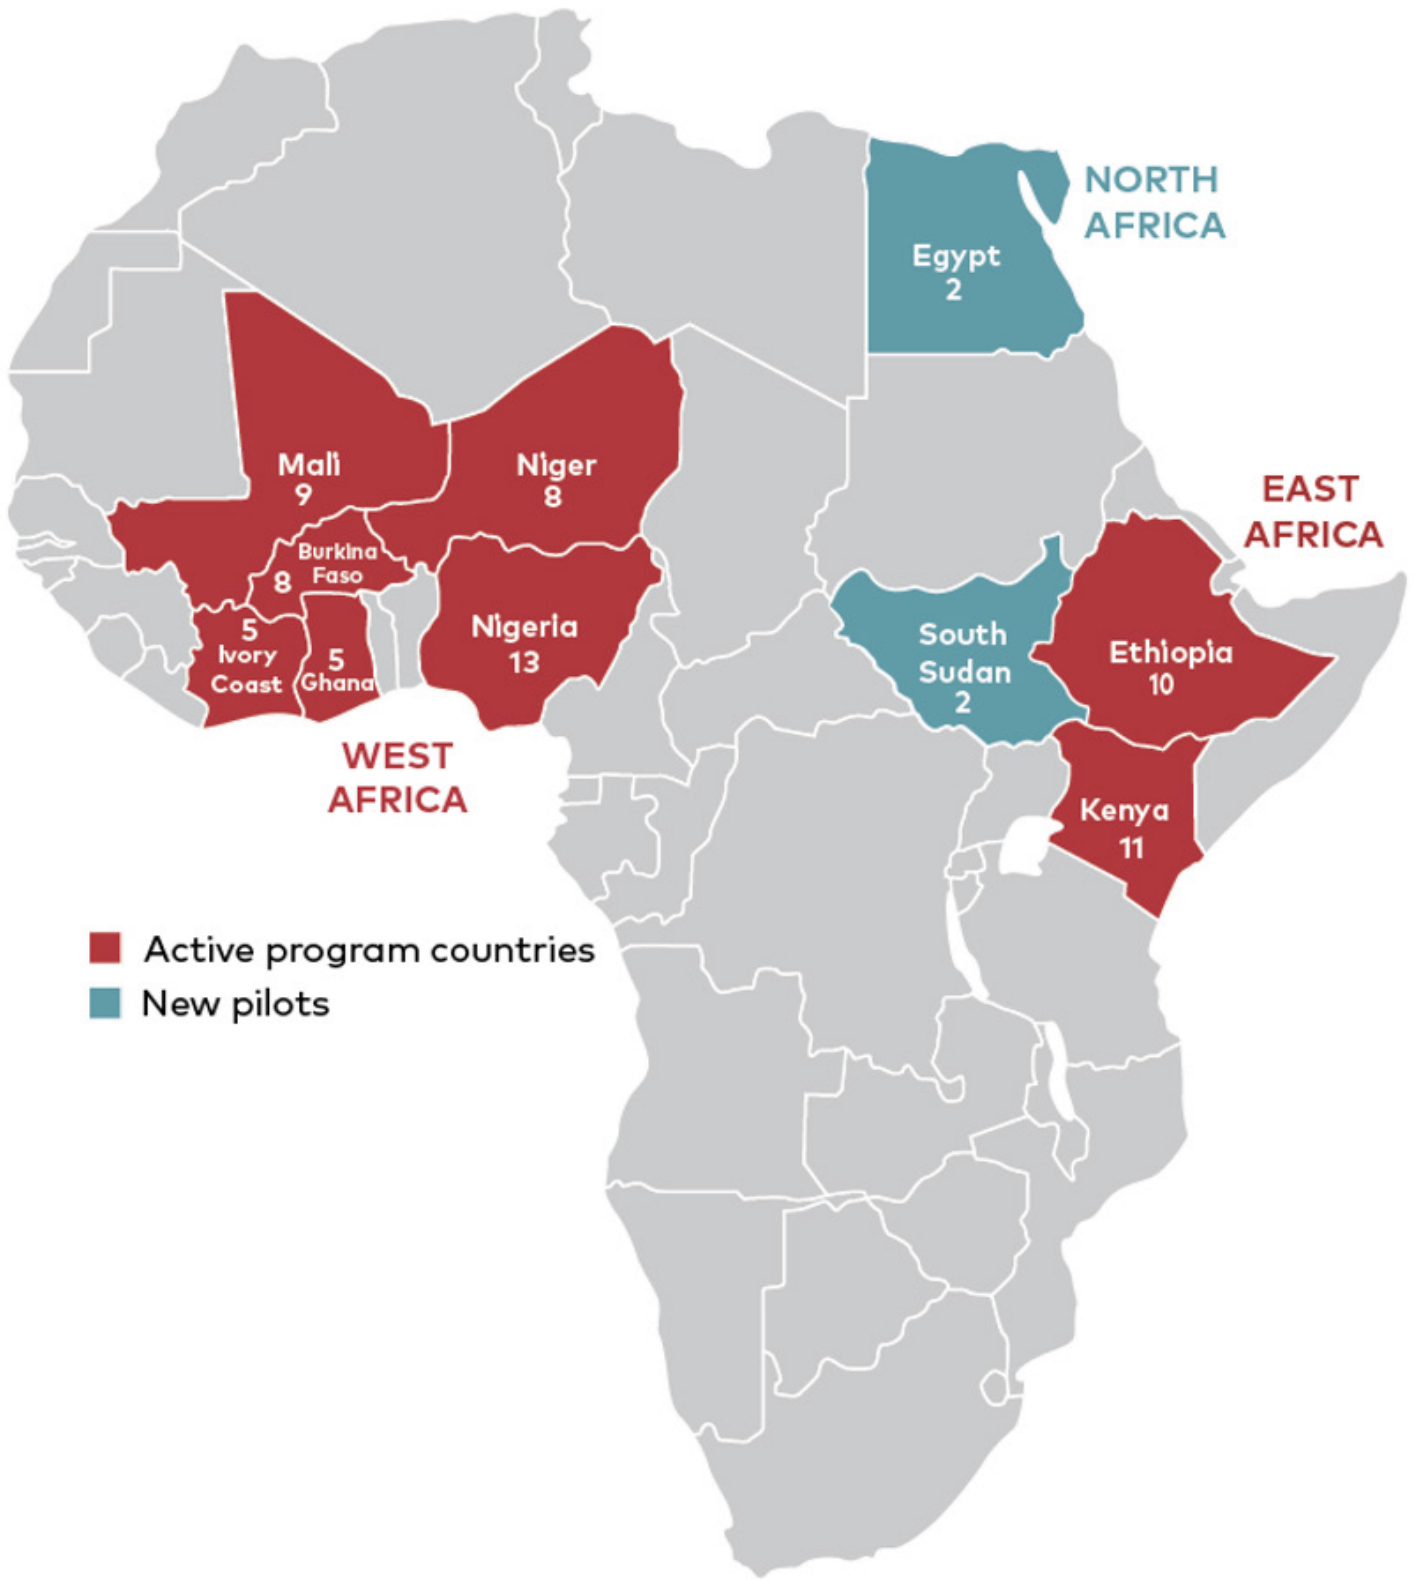 NORTH
AFRICA
Egypt
2
EAST
AFRICA
Mali
9
Niger
8
Burkina
Faso
8
Nigeria
13
5
Ivory
Coast
5
Ghana
South
Sudan
2
Ethiopia
10
WEST
AFRICA
Kenya
11
Active program countries
New pilots